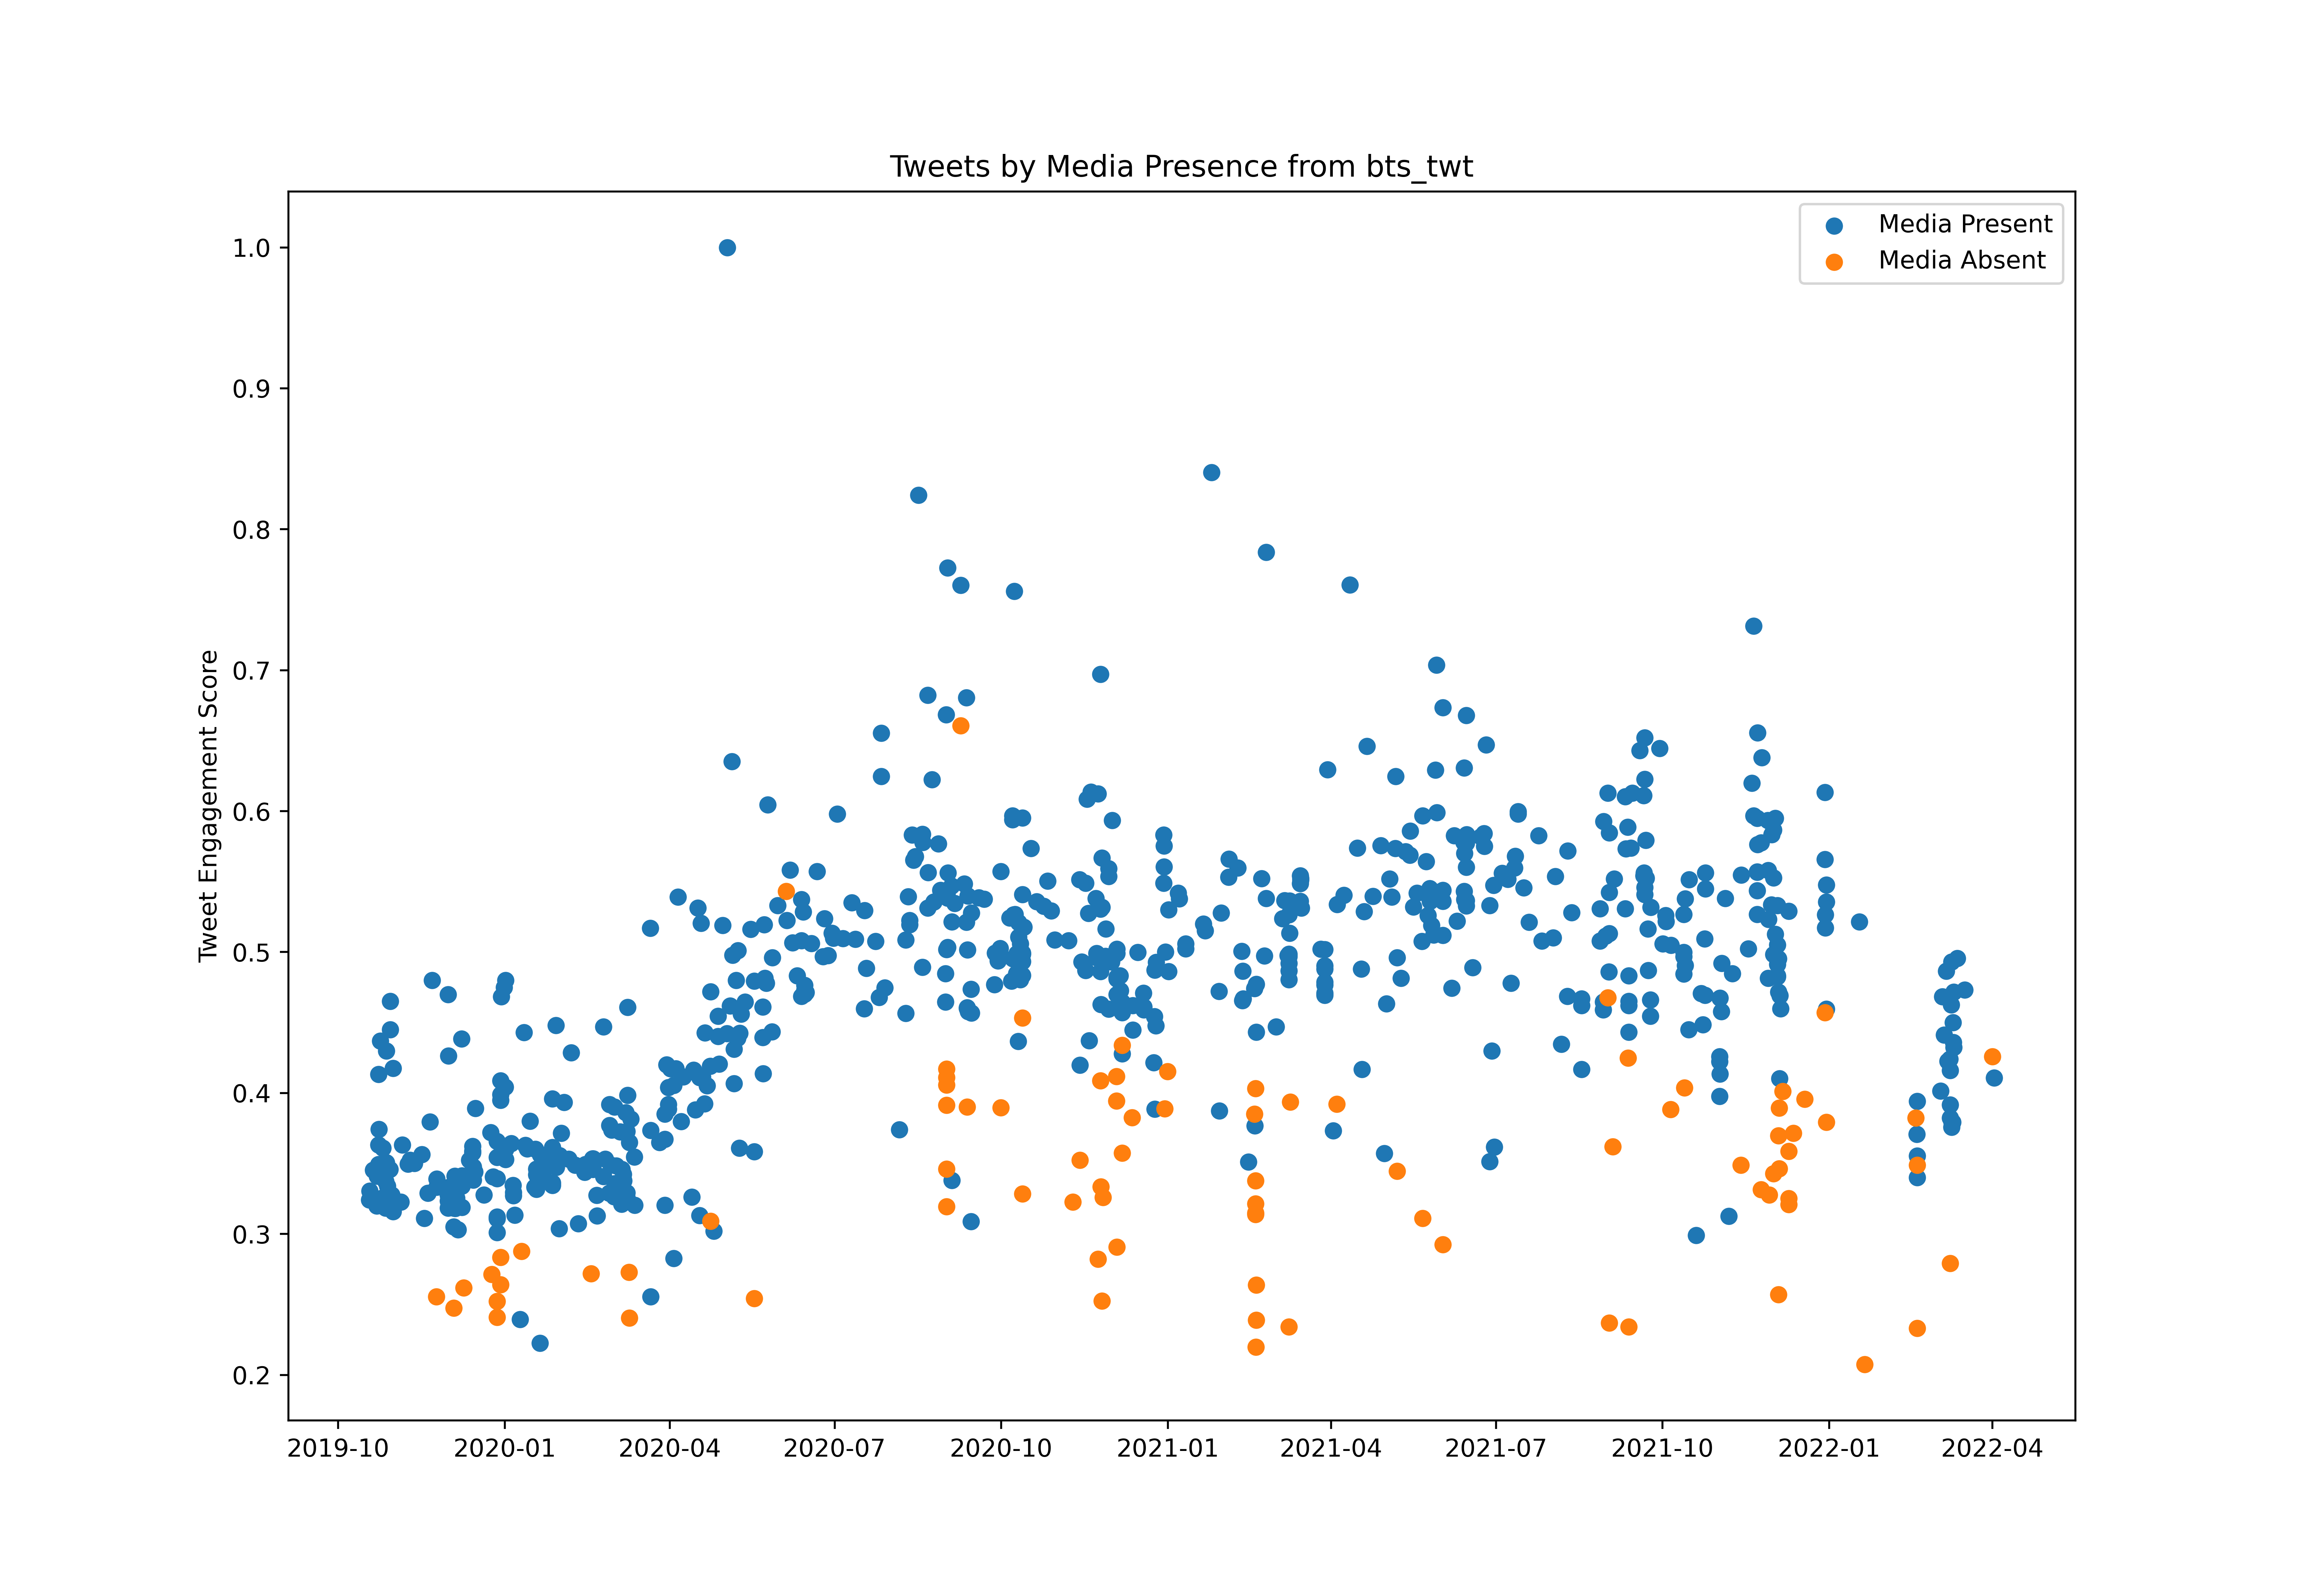 Tweets by Media Presence from bts_twt
Media Present
Media Absent
Tweet Engagement Score
1.0
0.9
0.8
0.7
0.6
0.5
0.4
0.3
0.2
2019-10 2020-01 2020-04 2020-07 2020-10 2021-01 2021-04 2021-07 2021-10 2022-01 2022-04